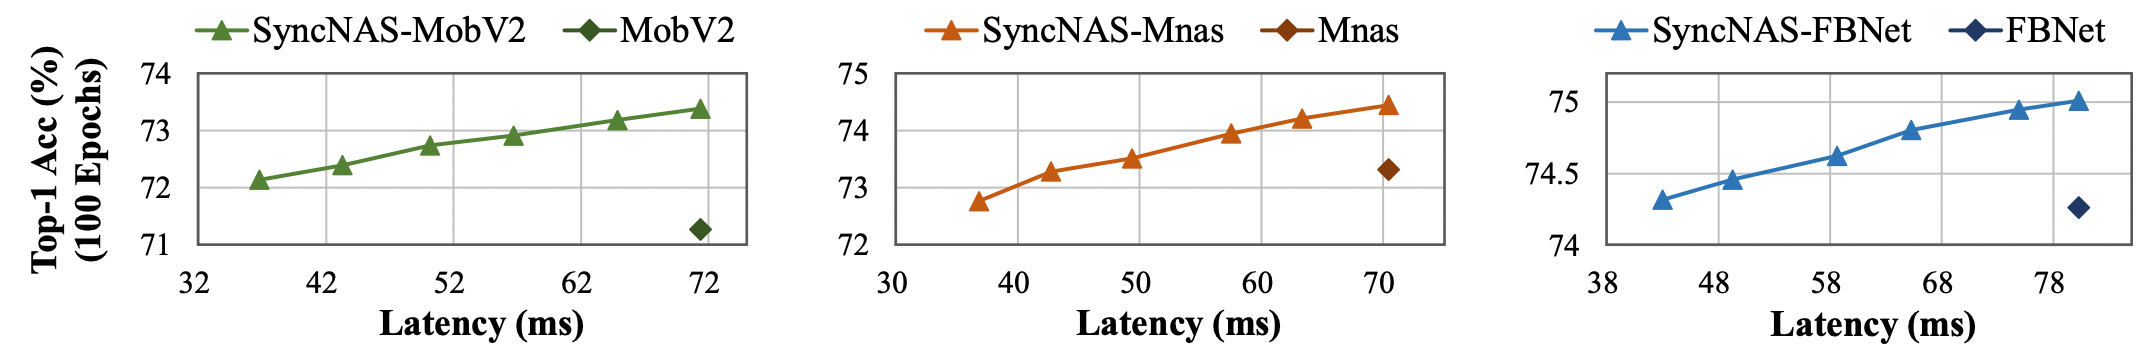 SyncNAS-MobV2 MobV2
Top-1 Acc (%)
(100 Epochs)
74
73
72
71
32 42 52 62 72
Latency (ms)
SyncNAS-Mnas Mnas
75
74
73
72
30 40 50 60 70
Latency (ms)
SyncNAS-FBNet FBNet
75
74.5
74
38 48 58 68 78
Latency (ms)